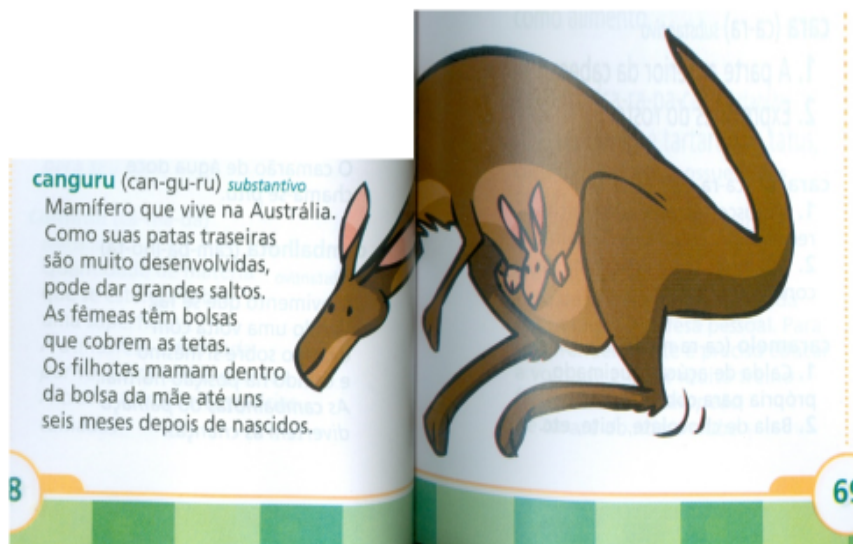 canguru (can-gu-ru) substantivo
Mamífero que vive na Austrália.
Como suas patas traseiras
são muito desenvolvidas,
pode dar grandes saltos.
As fêmeas têm bolsas
que cobrem as tetas.
Os filhotes mamam dentro
da bolsa da mãe até uns
seis meses depois de nascidos.
8
69